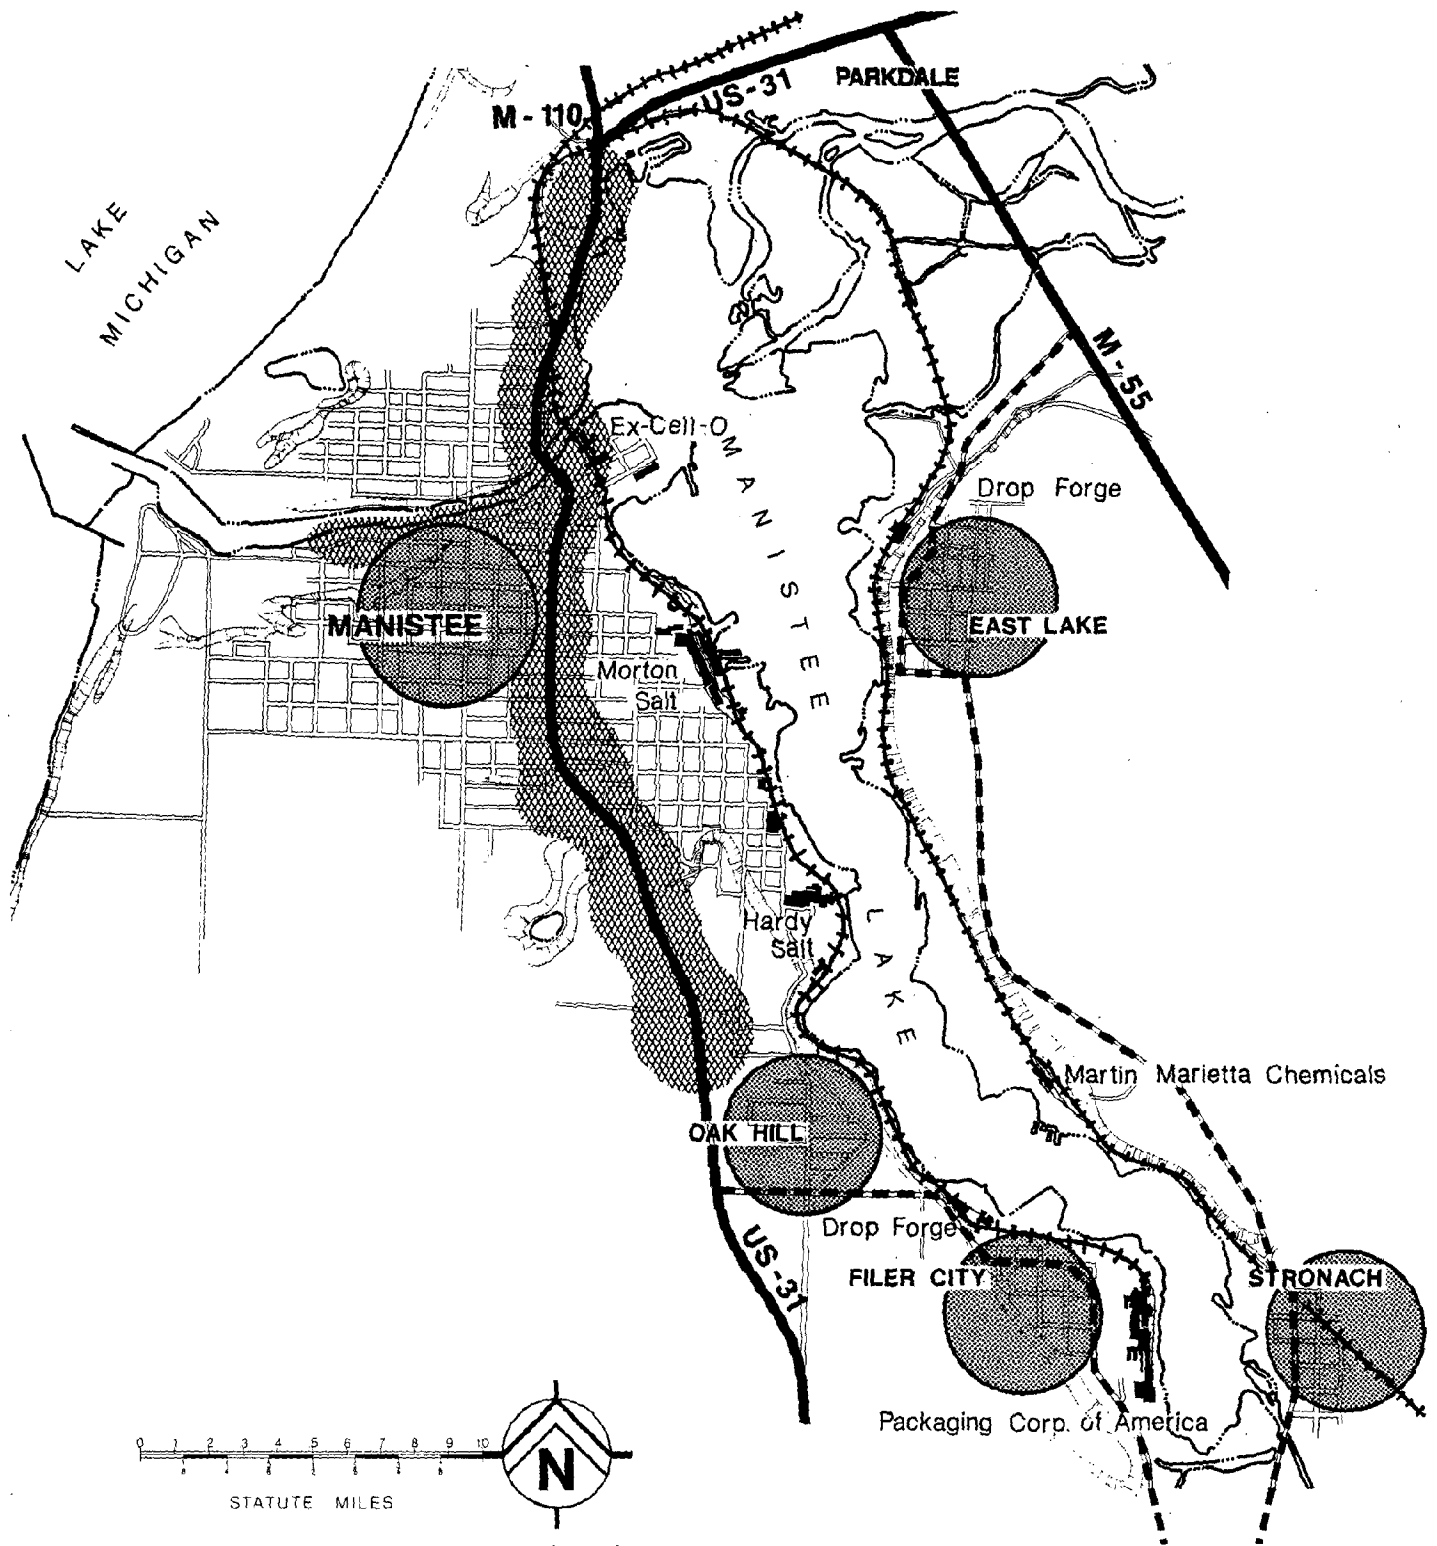 PARKDALE
US-31
M-110
LAKE
MICHIGAN
M-55
Ex-Cell-O
MANISTEE
Drop Forge
MANISTEE
EAST LAKE
Morton
Salt
Hardy
Salt
LAKE
Martin Marietta Chemicals
OAK HILL
Drop Forge
US-31
FILER CITY
STRONACH
Packaging Corp. of America
0 1 2 3 4 5 6 7 8 9 10
N
STATUTE MILES